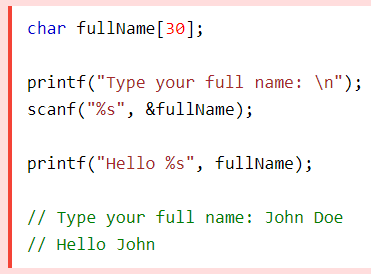 char fullName[30];
printf("Type your full name: \n");
scanf("%s", &fullName);
printf("Hello %s", fullName);
// Type your full name: John Doe
// Hello John